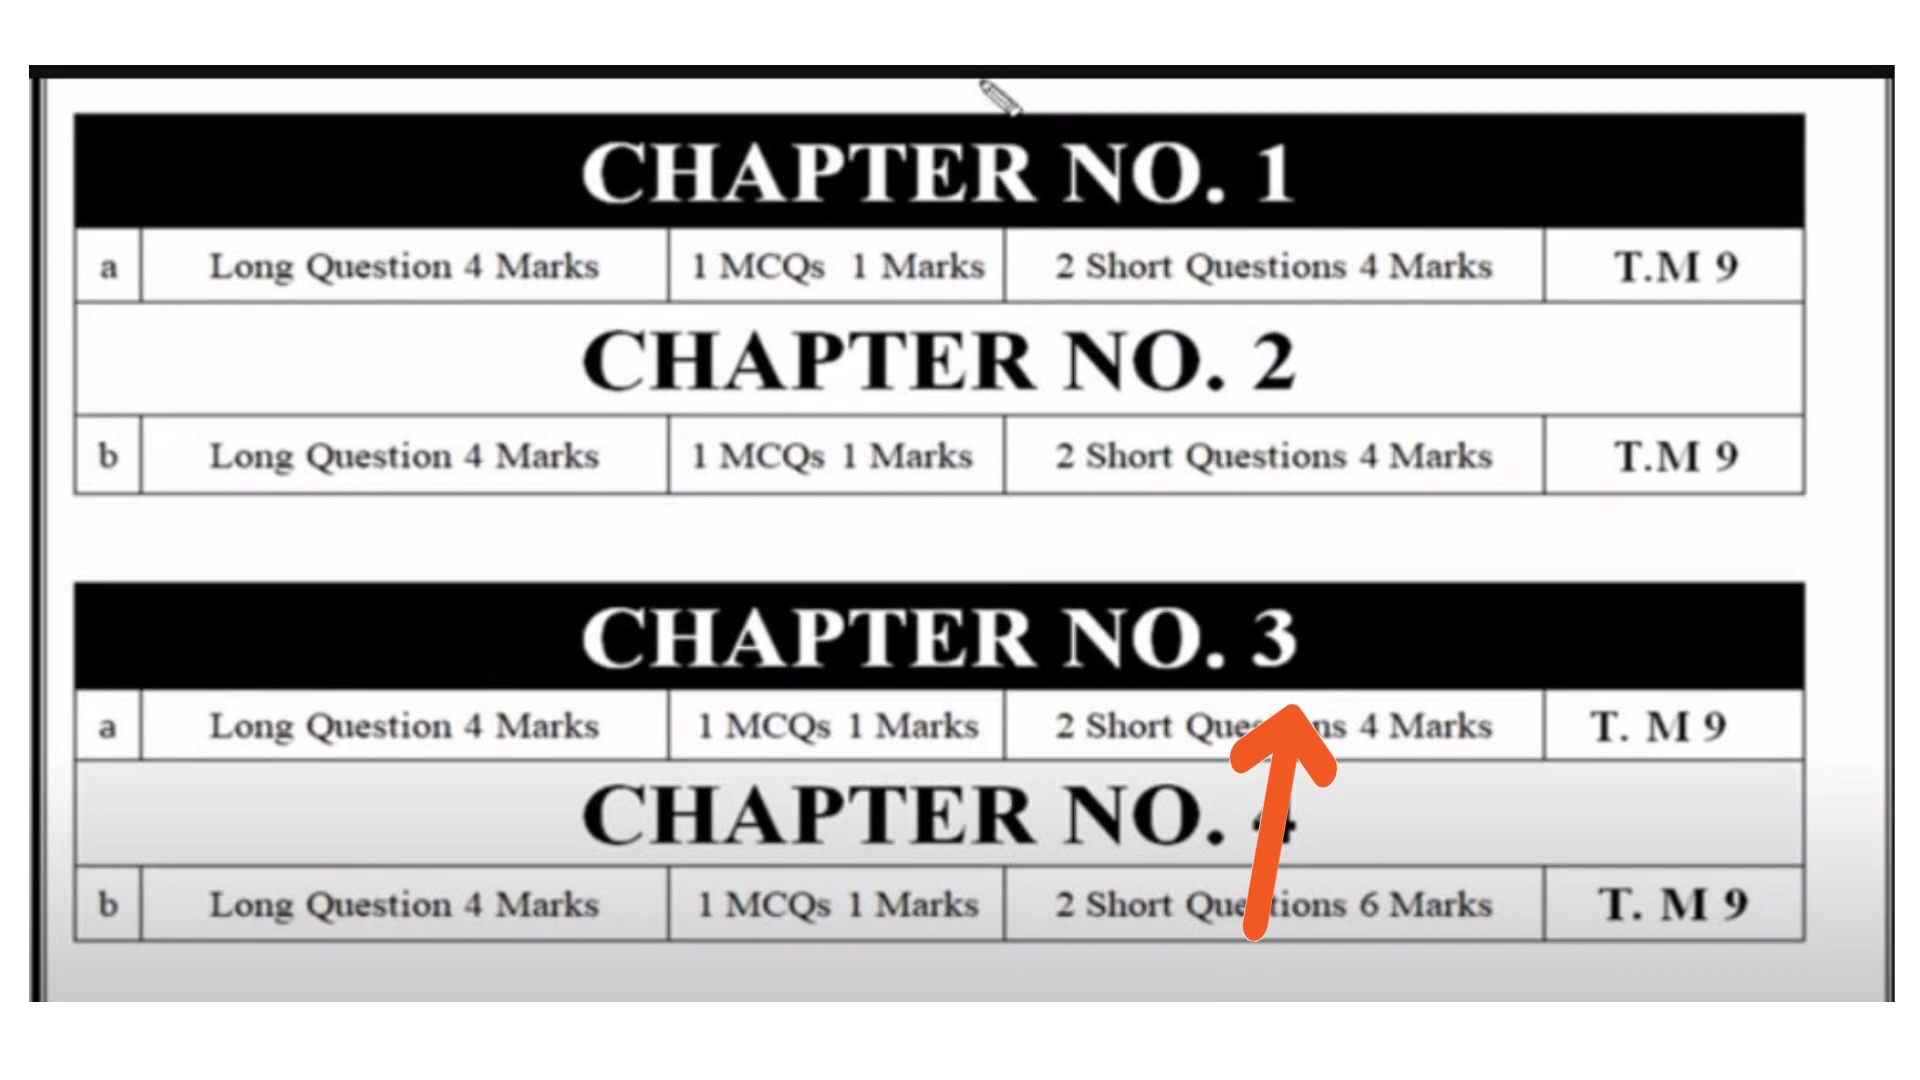 CHAPTER NO. 1
a Long Question 4 Marks 1 MCQs 1 Marks 2 Short Questions 4 Marks T.M 9
CHAPTER NO. 2
b Long Question 4 Marks 1 MCQs 1 Marks 2 Short Questions 4 Marks T.M 9
CHAPTER NO. 3
a Long Question 4 Marks 1 MCQs 1 Marks 2 Short Questions 4 Marks T. M 9
CHAPTER NO. 4
b Long Question 4 Marks 1 MCQs 1 Marks 2 Short Questions 6 Marks T. M 9